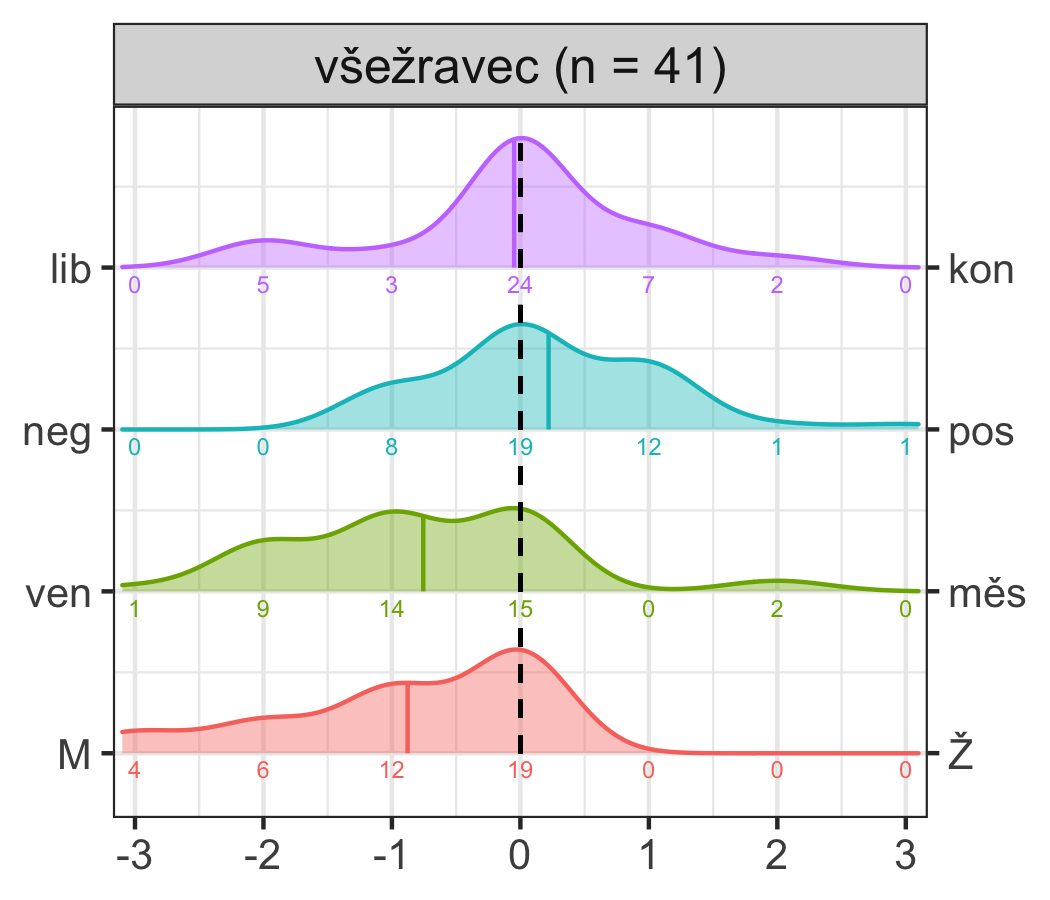 všežravec (n = 41)
lib kon
0 5 3 24 7 2 0
neg pos
0 0 8 19 12 1 1
ven měs
1 9 14 15 0 2 0
M Ž
4 6 12 19 0 0 0
-3 -2 -1 0 1 2 3